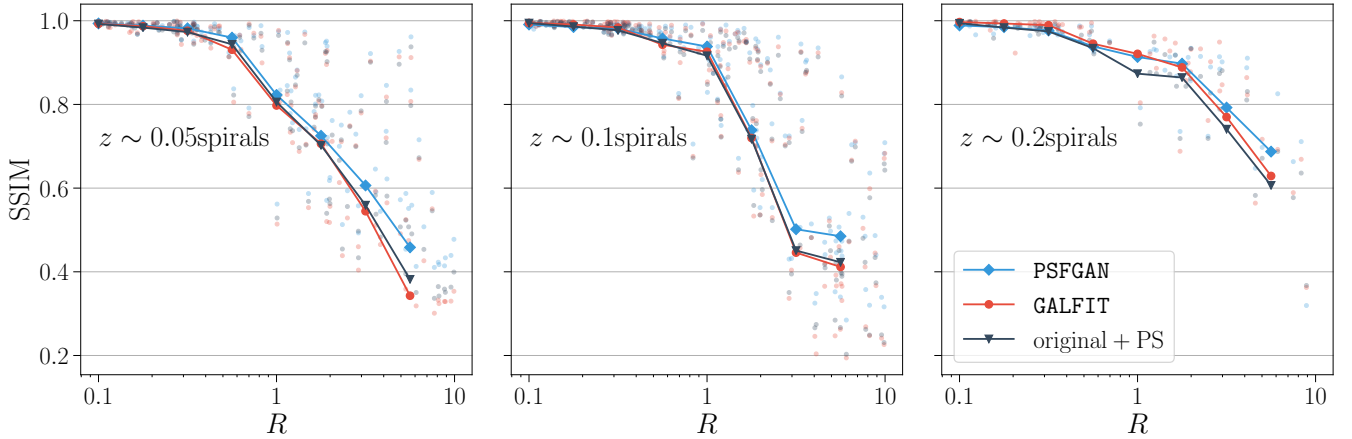 SSIM
1.0
0.8
0.6
0.4
0.2
z ∼ 0.05spirals
0.1
1
10
R
z ∼ 0.1spirals
0.1
1
10
R
z ∼ 0.2spirals
PSFGAN
GALFIT
original + PS
0.1
1
10
R